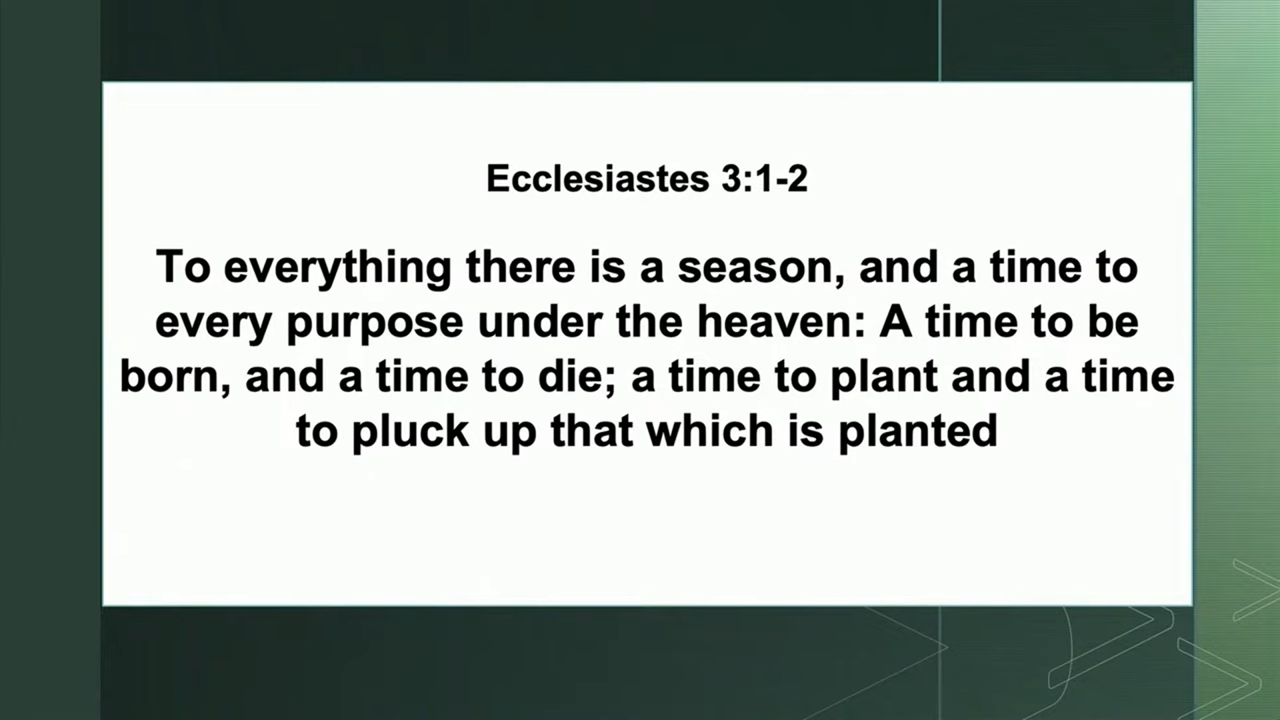 Ecclesiastes 3:1-2
To everything there is a season, and a time to
every purpose under the heaven: A time to be
born, and a time to die; a time to plant and a time
to pluck up that which is planted